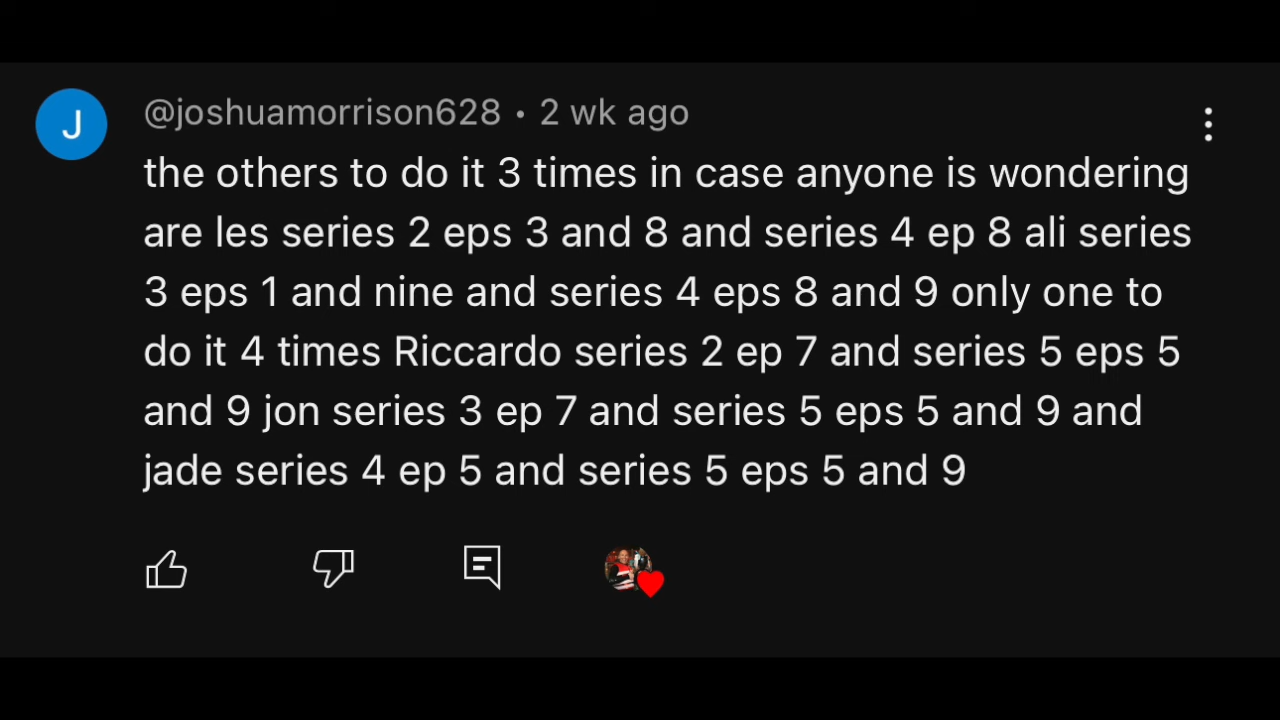 J
@joshuamorrison628 • 2 wk ago
the others to do it 3 times in case anyone is wondering
are les series 2 eps 3 and 8 and series 4 ep 8 ali series
3 eps 1 and nine and series 4 eps 8 and 9 only one to
do it 4 times Riccardo series 2 ep 7 and series 5 eps 5
and 9 jon series 3 ep 7 and series 5 eps 5 and 9 and
jade series 4 ep 5 and series 5 eps 5 and 9